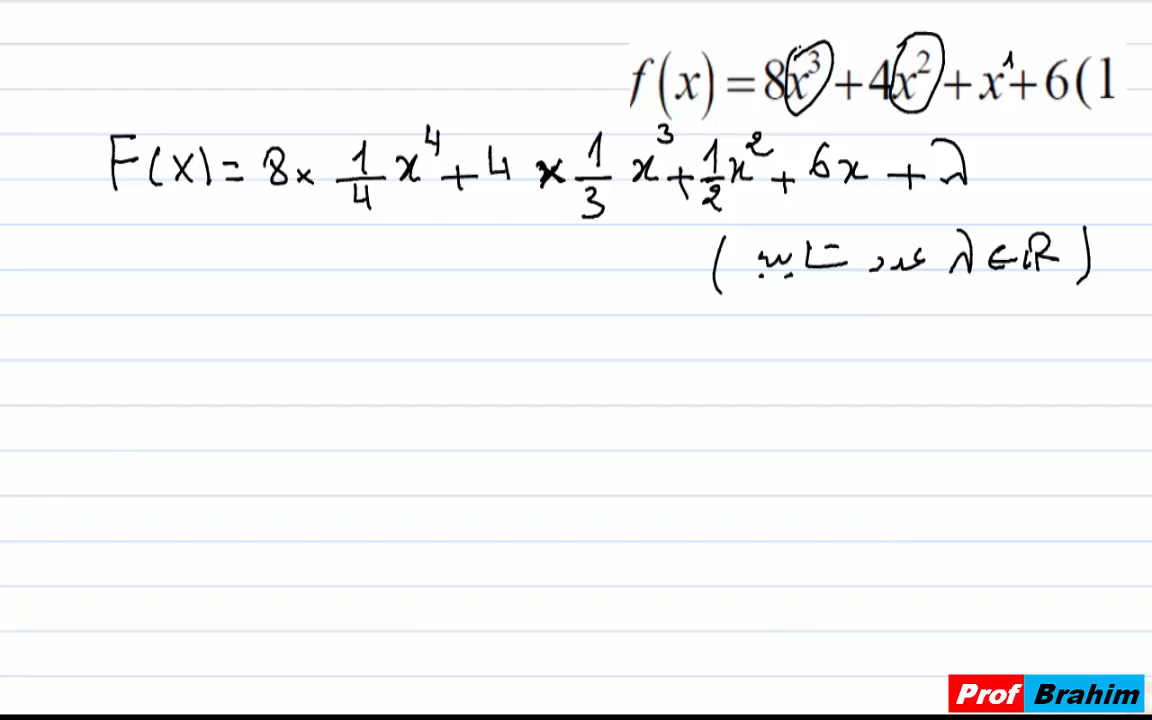 f(x) = 8x³ + 4x² + x¹ + 6 (1
F(x) = 8 × 1/4 x⁴ + 4 × 1/3 x³ + 1/2 x² + 6x + λ
(λ∈ℝ عدد ثابت)
Prof Brahim